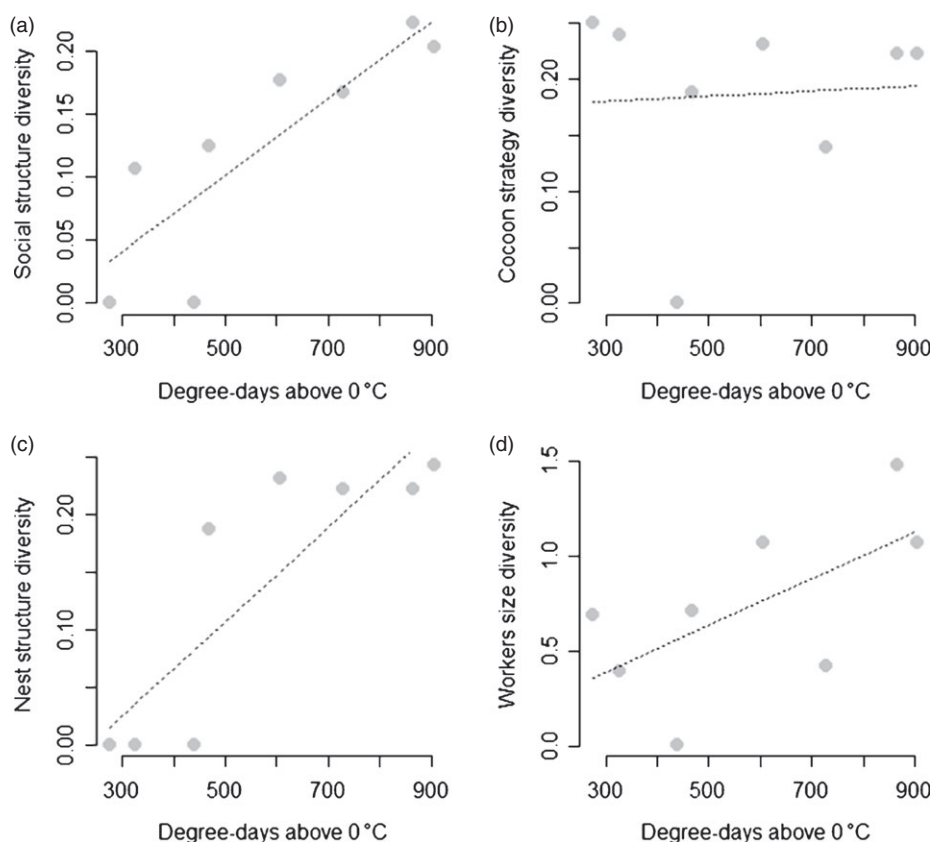 (a)
Social structure diversity
0.00 0.05 0.10 0.15 0.20
300 500 700 900
Degree-days above 0 °C
(b)
Cocoon strategy diversity
0.00 0.10 0.20
300 500 700 900
Degree-days above 0 °C
(c)
Nest structure diversity
0.00 0.10 0.20
300 500 700 900
Degree-days above 0 °C
(d)
Workers size diversity
0.0 0.5 1.0 1.5
300 500 700 900
Degree-days above 0 °C